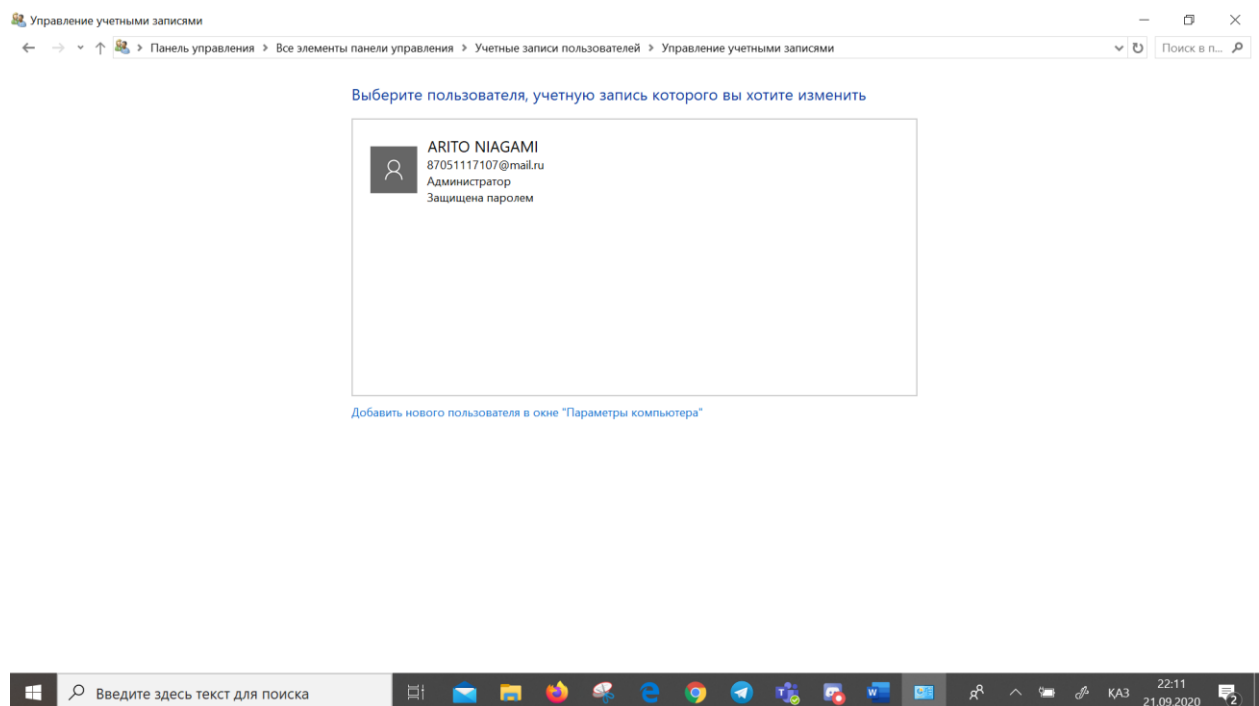 Управление учетными записями
Панель управления > Все элементы панели управления > Учетные записи пользователей > Управление учетными записями
Поиск в п...
Выберите пользователя, учетную запись которого вы хотите изменить
ARITO NIAGAMI
87051117107@mail.ru
Администратор
Защищена паролем
Добавить нового пользователя в окне "Параметры компьютера"
Введите здесь текст для поиска
ҚАЗ
22:11
21.09.2020
2